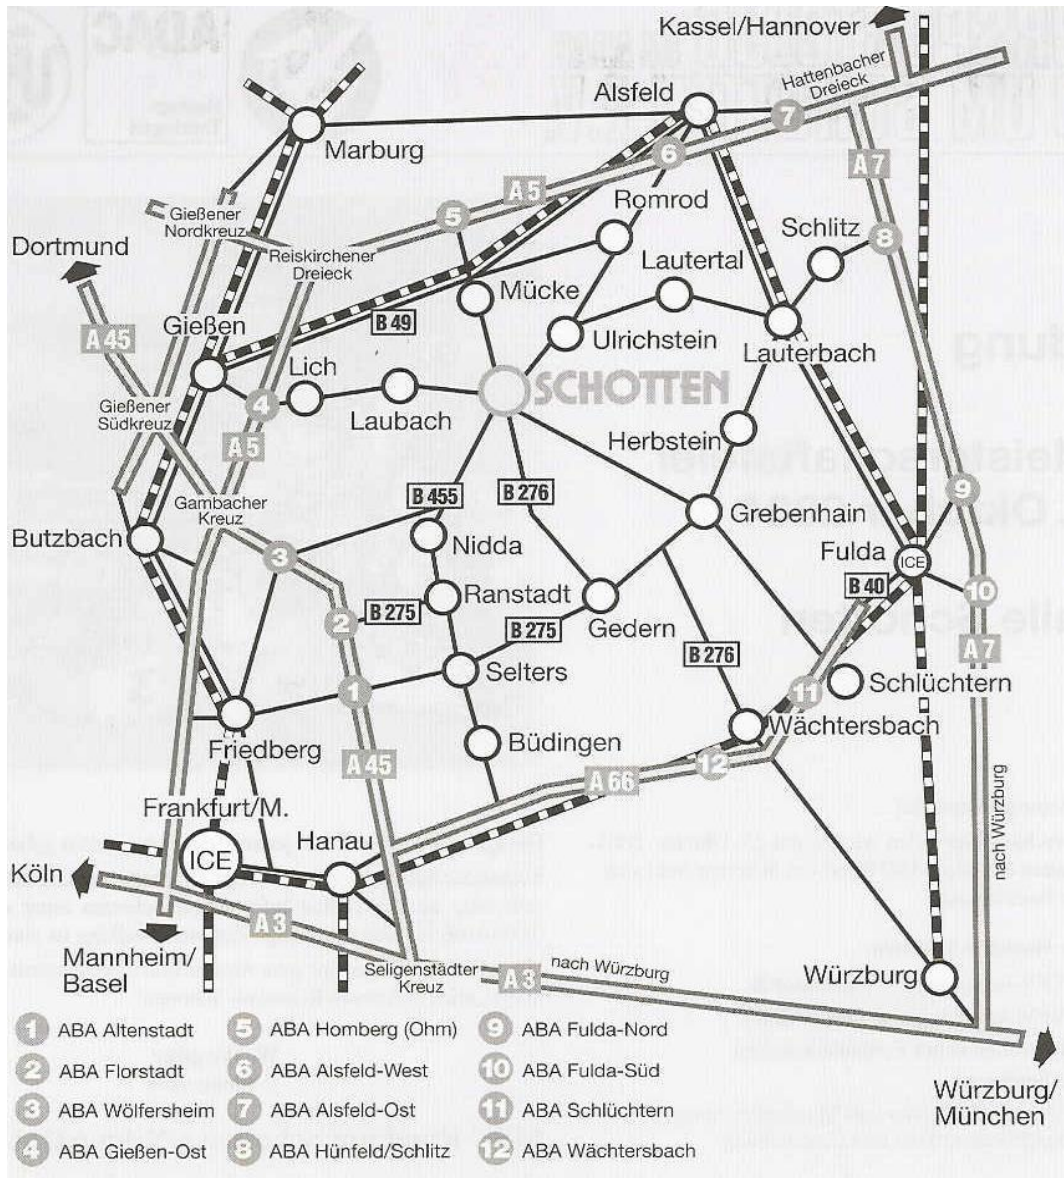 Kassel/Hannover
Hattenbacher
Dreieck
Alsfeld
7
Marburg
6
A 7
A 5
Romrod
Gießener
Nordkreuz
5
Schlitz
8
Dortmund
Reiskirchener
Dreieck
Lautertal
Mücke
A 45
Gießen
B 49
Ulrichstein
Lauterbach
Lich
SCHOTTEN
4
Gießener
Südkreuz
Laubach
A 5
Herbstein
B 455
B 276
9
Gambacher
Kreuz
Grebenhain
Butzbach
Nidda
Fulda
ICE
3
B 40
10
Ranstadt
B 275
2
Gedern
B 275
B 276
A 7
Selters
Schlüchtern
1
11
Wächtersbach
Friedberg
Büdingen
A 45
12
A 66
nach Würzburg
Frankfurt/M.
ICE
Hanau
Köln
A 3
Mannheim/
Basel
Seligenstädter
Kreuz
A 3
nach Würzburg
Würzburg
1 ABA Altenstadt
2 ABA Florstadt
3 ABA Wölfersheim
4 ABA Gießen-Ost
5 ABA Homberg (Ohm)
6 ABA Alsfeld-West
7 ABA Alsfeld-Ost
8 ABA Hünfeld/Schlitz
9 ABA Fulda-Nord
10 ABA Fulda-Süd
11 ABA Schlüchtern
12 ABA Wächtersbach
Würzburg/
München